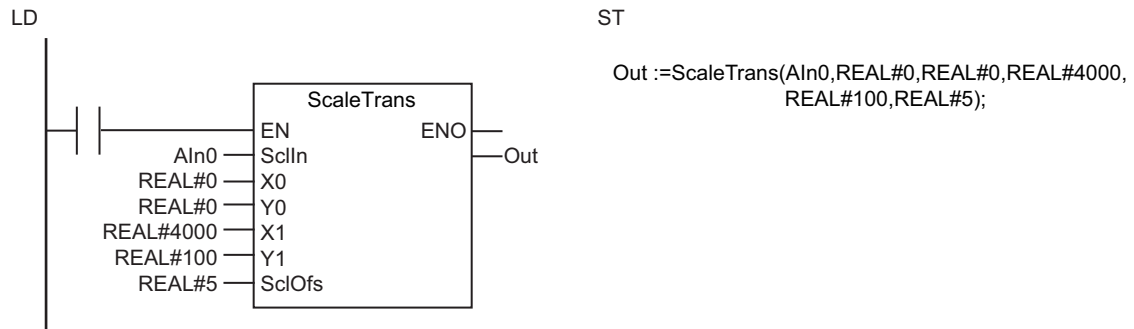 LD
ST
Out :=ScaleTrans(AIn0,REAL#0,REAL#0,REAL#4000,
REAL#100,REAL#5);
ScaleTrans
EN ENO
AIn0 SclIn Out
REAL#0 X0
REAL#0 Y0
REAL#4000 X1
REAL#100 Y1
REAL#5 SclOfs